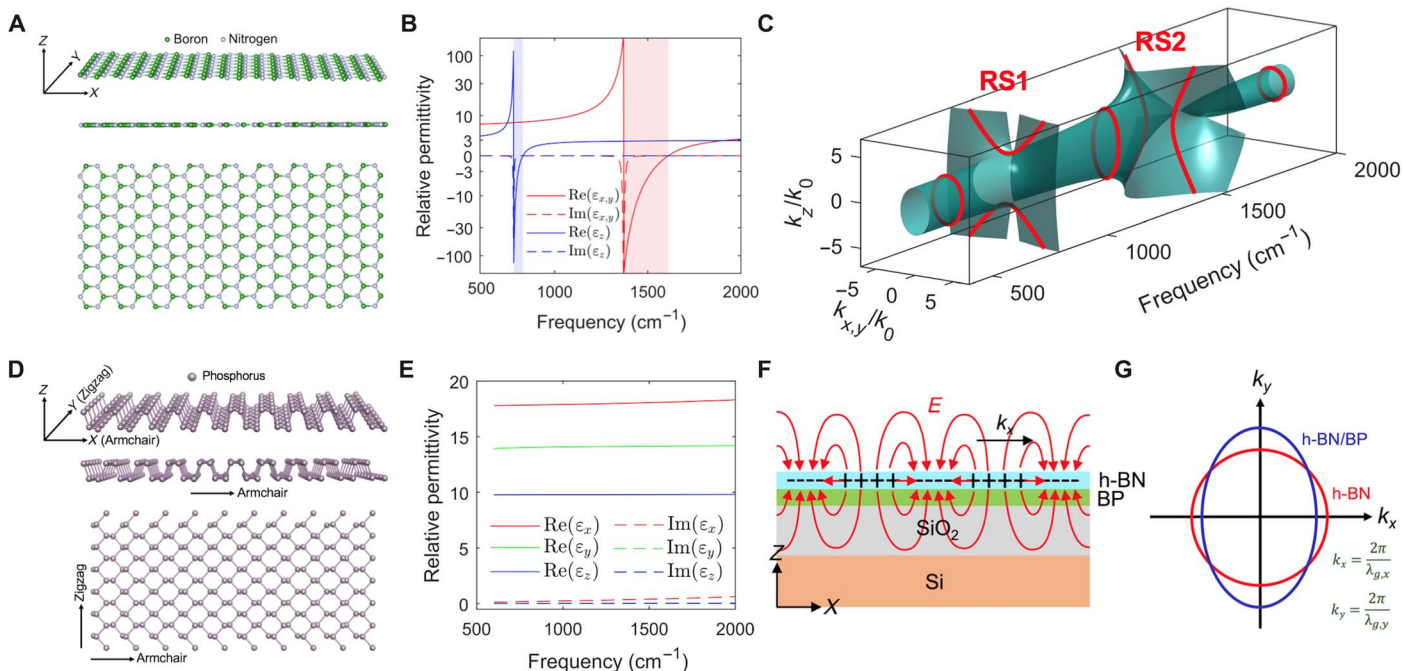 A
Z
Y
X
Boron
Nitrogen
B
Relative permittivity
100
30
10
3
0
−3
−10
−30
−100
Re(εx,y)
Im(εx,y)
Re(εz)
Im(εz)
500
1000
1500
2000
Frequency (cm−1)
C
RS1
RS2
kz/k0
5
0
−5
−5
0
5
kx,y/k0
500
1000
1500
2000
Frequency (cm−1)
D
Z
Y (Zigzag)
X (Armchair)
Phosphorus
Armchair
Zigzag
Armchair
E
Relative permittivity
20
15
10
5
0
Re(εx)
Im(εx)
Re(εy)
Im(εy)
Re(εz)
Im(εz)
500
1000
1500
2000
Frequency (cm−1)
F
E
kx
h-BN
BP
SiO2
Si
Z
X
G
ky
h-BN/BP
h-BN
kx
kx = 2π/λg,x
ky = 2π/λg,y